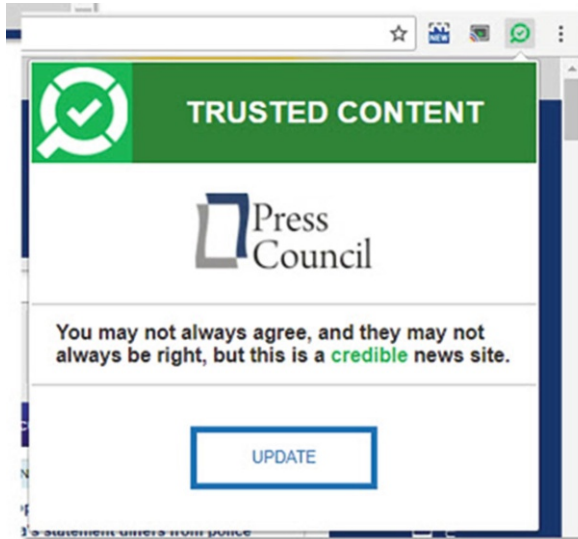 NEW
TRUSTED CONTENT
Press
Council
You may not always agree, and they may not
always be right, but this is a credible news site.
UPDATE
statement differs from police